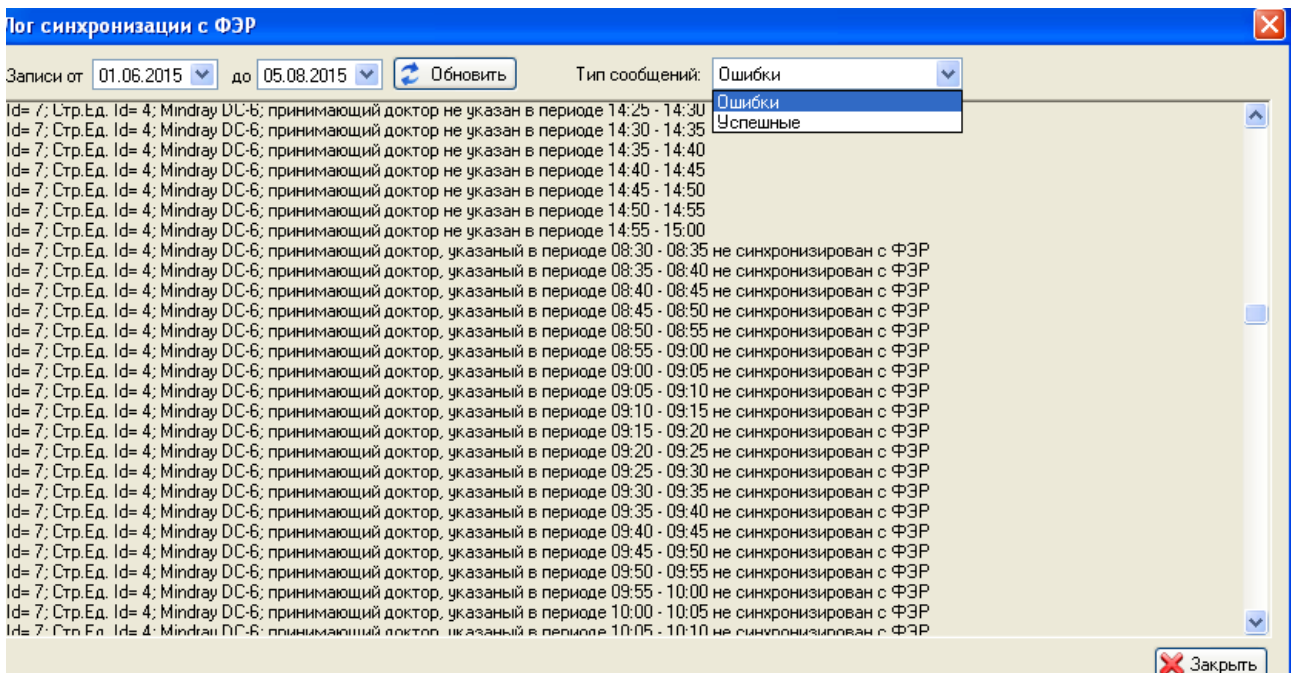 Лог синхронизации с ФЭР
Записи от 01.06.2015 до 05.08.2015 Обновить Тип сообщений: Ошибки
Ошибки
Успешные
Id= 7; Стр.Ед. Id= 4; Mindray DC-6; принимающий доктор не указан в периоде 14:25 - 14:30
Id= 7; Стр.Ед. Id= 4; Mindray DC-6; принимающий доктор не указан в периоде 14:30 - 14:35
Id= 7; Стр.Ед. Id= 4; Mindray DC-6; принимающий доктор не указан в периоде 14:35 - 14:40
Id= 7; Стр.Ед. Id= 4; Mindray DC-6; принимающий доктор не указан в периоде 14:40 - 14:45
Id= 7; Стр.Ед. Id= 4; Mindray DC-6; принимающий доктор не указан в периоде 14:45 - 14:50
Id= 7; Стр.Ед. Id= 4; Mindray DC-6; принимающий доктор не указан в периоде 14:50 - 14:55
Id= 7; Стр.Ед. Id= 4; Mindray DC-6; принимающий доктор не указан в периоде 14:55 - 15:00
Id= 7; Стр.Ед. Id= 4; Mindray DC-6; принимающий доктор, указаный в периоде 08:30 - 08:35 не синхронизирован с ФЭР
Id= 7; Стр.Ед. Id= 4; Mindray DC-6; принимающий доктор, указаный в периоде 08:35 - 08:40 не синхронизирован с ФЭР
Id= 7; Стр.Ед. Id= 4; Mindray DC-6; принимающий доктор, указаный в периоде 08:40 - 08:45 не синхронизирован с ФЭР
Id= 7; Стр.Ед. Id= 4; Mindray DC-6; принимающий доктор, указаный в периоде 08:45 - 08:50 не синхронизирован с ФЭР
Id= 7; Стр.Ед. Id= 4; Mindray DC-6; принимающий доктор, указаный в периоде 08:50 - 08:55 не синхронизирован с ФЭР
Id= 7; Стр.Ед. Id= 4; Mindray DC-6; принимающий доктор, указаный в периоде 08:55 - 09:00 не синхронизирован с ФЭР
Id= 7; Стр.Ед. Id= 4; Mindray DC-6; принимающий доктор, указаный в периоде 09:00 - 09:05 не синхронизирован с ФЭР
Id= 7; Стр.Ед. Id= 4; Mindray DC-6; принимающий доктор, указаный в периоде 09:05 - 09:10 не синхронизирован с ФЭР
Id= 7; Стр.Ед. Id= 4; Mindray DC-6; принимающий доктор, указаный в периоде 09:10 - 09:15 не синхронизирован с ФЭР
Id= 7; Стр.Ед. Id= 4; Mindray DC-6; принимающий доктор, указаный в периоде 09:15 - 09:20 не синхронизирован с ФЭР
Id= 7; Стр.Ед. Id= 4; Mindray DC-6; принимающий доктор, указаный в периоде 09:20 - 09:25 не синхронизирован с ФЭР
Id= 7; Стр.Ед. Id= 4; Mindray DC-6; принимающий доктор, указаный в периоде 09:25 - 09:30 не синхронизирован с ФЭР
Id= 7; Стр.Ед. Id= 4; Mindray DC-6; принимающий доктор, указаный в периоде 09:30 - 09:35 не синхронизирован с ФЭР
Id= 7; Стр.Ед. Id= 4; Mindray DC-6; принимающий доктор, указаный в периоде 09:35 - 09:40 не синхронизирован с ФЭР
Id= 7; Стр.Ед. Id= 4; Mindray DC-6; принимающий доктор, указаный в периоде 09:40 - 09:45 не синхронизирован с ФЭР
Id= 7; Стр.Ед. Id= 4; Mindray DC-6; принимающий доктор, указаный в периоде 09:45 - 09:50 не синхронизирован с ФЭР
Id= 7; Стр.Ед. Id= 4; Mindray DC-6; принимающий доктор, указаный в периоде 09:50 - 09:55 не синхронизирован с ФЭР
Id= 7; Стр.Ед. Id= 4; Mindray DC-6; принимающий доктор, указаный в периоде 09:55 - 10:00 не синхронизирован с ФЭР
Id= 7; Стр.Ед. Id= 4; Mindray DC-6; принимающий доктор, указаный в периоде 10:00 - 10:05 не синхронизирован с ФЭР
Id= 7; Стр.Ед. Id= 4; Mindray DC-6; принимающий доктор, указаный в периоде 10:05 - 10:10 не синхронизирован с ФЭР
Закрыть